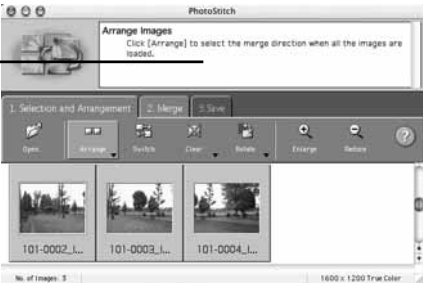 PhotoStitch
Arrange Images
Click [Arrange] to select the merge direction when all the images are
loaded.
1. Selection and Arrangement 2. Merge 3.Save
Open... Arrange Switch Clear Rotate Enlarge Reduce ?
101-0002_I... 101-0003_I... 101-0004_I...
No. of Images: 3 1600 x 1200 True Color